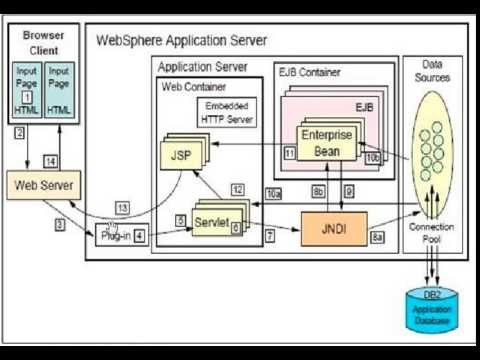 Browser
Client
WebSphere Application Server
Input
Page
1
HTML
Input
Page
HTML
2
14
Web Server
3
Plug-in
4
Application Server
Web Container
Embedded
HTTP Server
JSP
13
12
5
Servlet
6
7
10a
EJB Container
EJB
Enterprise
Bean
11
10b
8b
9
JNDI
8a
Data
Sources
Connection
Pool
DB2
Application
Database